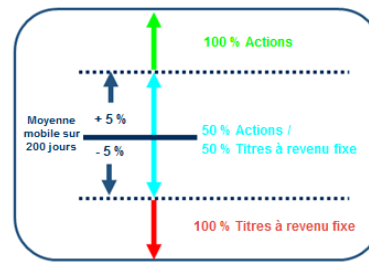 100 % Actions
+ 5 %
Moyenne
mobile sur
200 jours
50 % Actions /
50 % Titres à revenu fixe
- 5 %
100 % Titres à revenu fixe